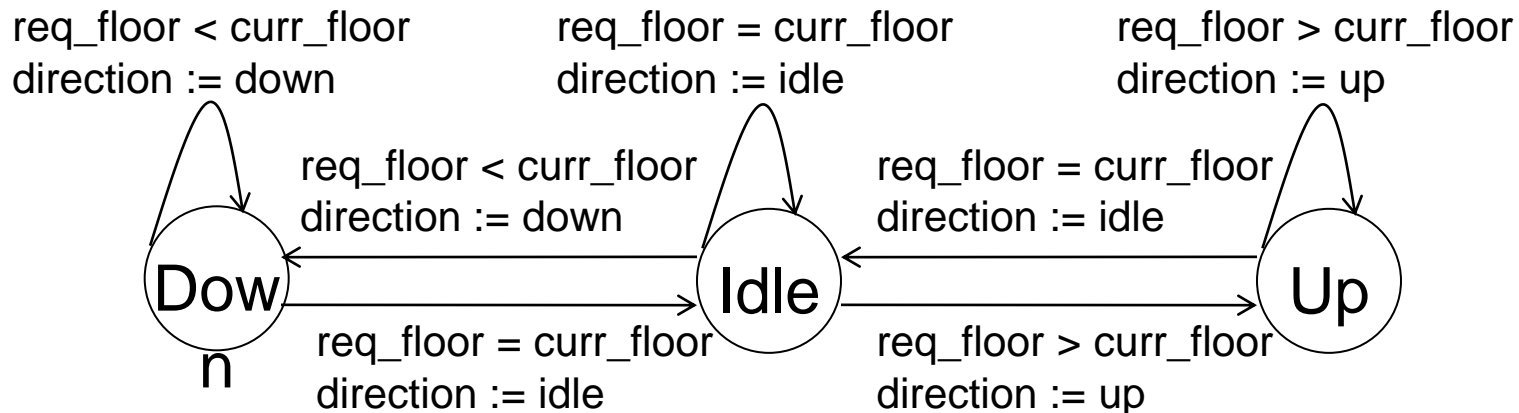 req_floor < curr_floor
direction := down
req_floor = curr_floor
direction := idle
req_floor > curr_floor
direction := up
req_floor < curr_floor
direction := down
req_floor = curr_floor
direction := idle
Dow
n
Idle
Up
req_floor = curr_floor
direction := idle
req_floor > curr_floor
direction := up